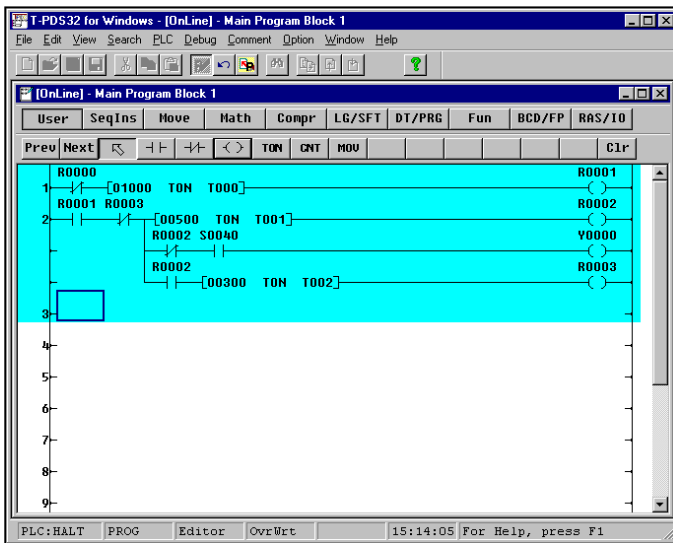 T-PDS32 for Windows - [OnLine] - Main Program Block 1
File Edit View Search PLC Debug Comment Option Window Help
[OnLine] - Main Program Block 1
User SeqIns Move Math Compr LG/SFT DT/PRG Fun BCD/FP RAS/IO
Prev Next TON CNT MOV Clr
R0000 R0001
1 [01000 TON T000]
R0001 R0003 R0002
2 [00500 TON T001]
R0002 S0040 Y0000
R0002 R0003
[00300 TON T002]
3
4
5
6
7
8
9
PLC:HALT PROG Editor OvrWrt 15:14:05 For Help, press F1